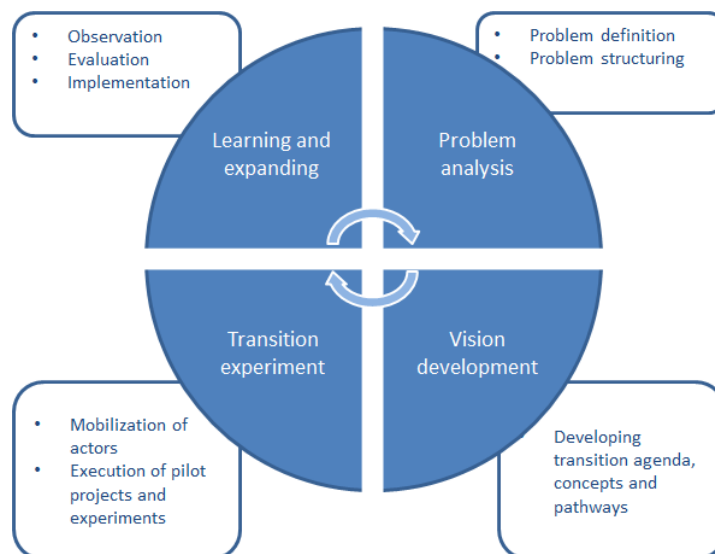 • Observation
• Evaluation
• Implementation
• Problem definition
• Problem structuring
Learning and
expanding
Problem
analysis
Transition
experiment
Vision
development
• Mobilization of
actors
• Execution of pilot
projects and
experiments
• Developing
transition agenda,
concepts and
pathways